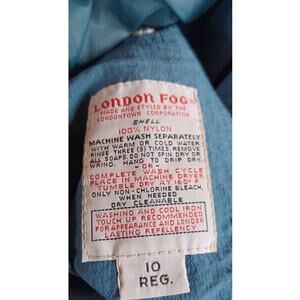 LONDON FOG
MADE AND STYLED BY THE
LONDONTOWN CORPORATION
SHELL
100% NYLON
MACHINE WASH SEPARATELY
WITH WARM OR COLD WATER
RINSE THREE (3) TIMES. REMOVE
ALL SOAPS, DO NOT SPIN DRY OR
WRING. HAND TO DRIP DRY.
-OR-
COMPLETE WASH CYCLE
PLACE IN MACHINE DRYER
TUMBLE DRY AT 160° F
ONLY NON-CHLORINE BLEACH,
WHEN NEEDED
DRY CLEANABLE
WASHING AND COOL IRON
TOUCH UP RECOMMENDED
FOR APPEARANCE AND LONGER
LASTING REPELLENCY
10
REG.